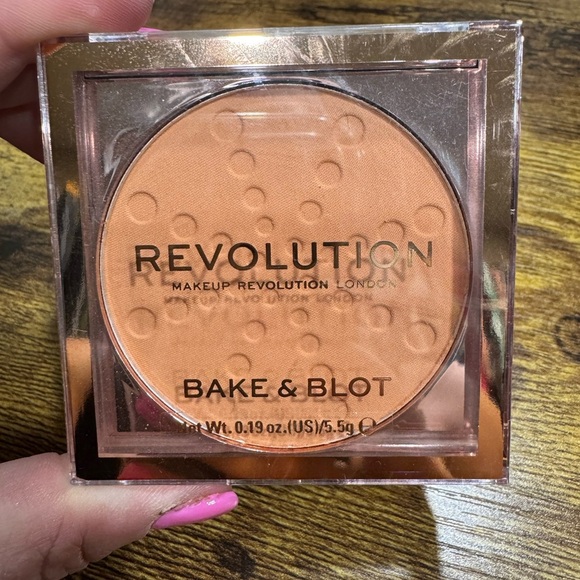 REVOLUTION
MAKEUP REVOLUTION LONDON
BAKE & BLOT
Net Wt. 0.19 oz.(US)/5.5g ℮